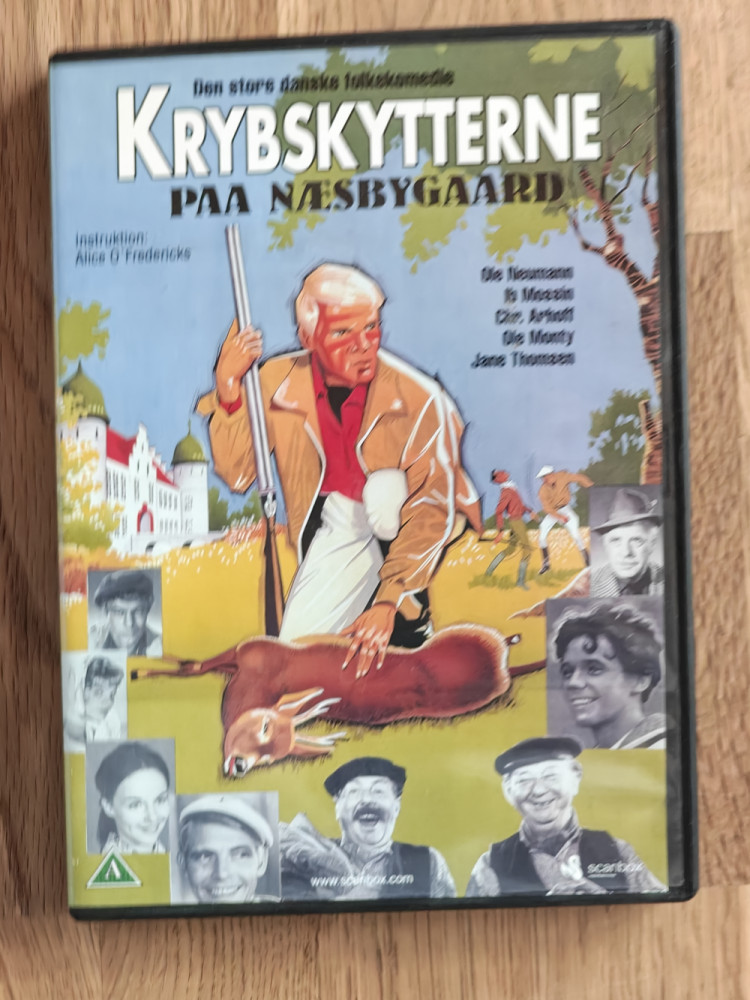 Den store danske folkekomedie
KRYBSKYTTERNE
PAA NÆSBYGAARD
Instruktion:
Alice O'Fredericks
Ole Neumann
Ib Mossin
Chr. Arhoff
Ole Monty
Jane Thomsen
A
www.scanbox.com
scanbox